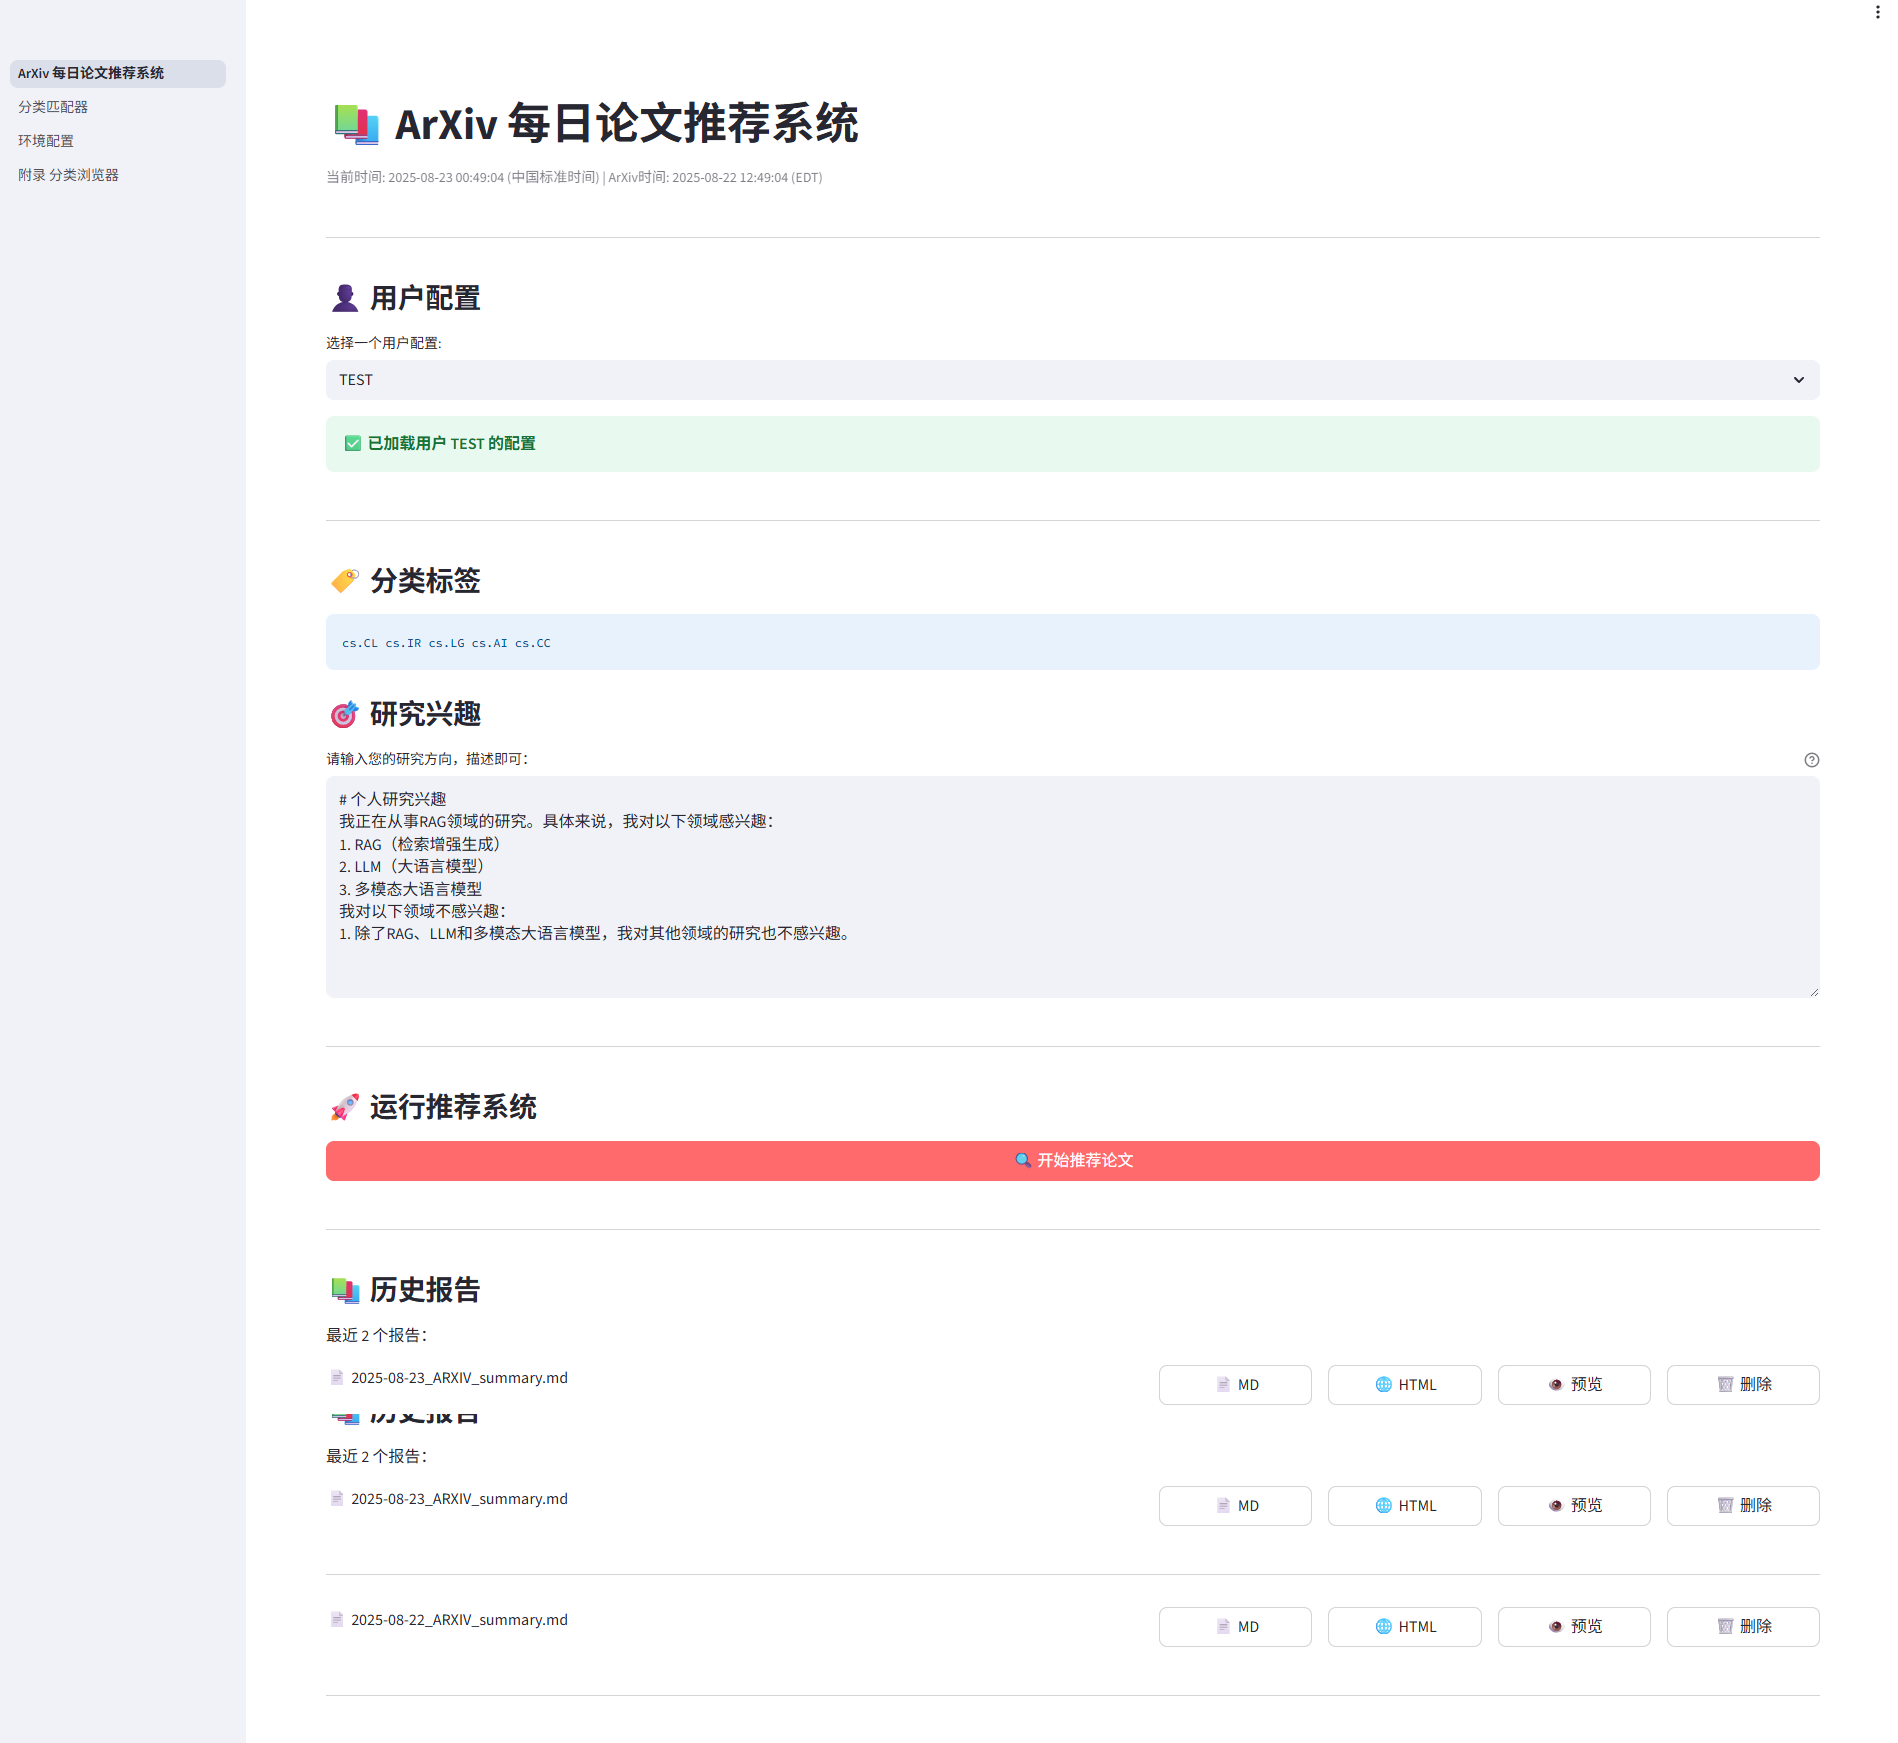 ArXiv 每日论文推荐系统
分类匹配器
环境配置
附录 分类浏览器
ArXiv 每日论文推荐系统
当前时间: 2025-08-23 00:49:04 (中国标准时间) | ArXiv时间: 2025-08-22 12:49:04 (EDT)
用户配置
选择一个用户配置:
TEST
已加载用户 TEST 的配置
分类标签
cs.CL cs.IR cs.LG cs.AI cs.CC
研究兴趣
请输入您的研究方向，描述即可：
# 个人研究兴趣
我正在从事RAG领域的研究。具体来说，我对以下领域感兴趣：
1. RAG（检索增强生成）
2. LLM（大语言模型）
3. 多模态大语言模型
我对以下领域不感兴趣：
1. 除了RAG、LLM和多模态大语言模型，我对其他领域的研究也不感兴趣。
运行推荐系统
开始推荐论文
历史报告
最近 2 个报告：
2025-08-23_ARXIV_summary.md MD HTML 预览 删除
历史报告
最近 2 个报告：
2025-08-23_ARXIV_summary.md MD HTML 预览 删除
2025-08-22_ARXIV_summary.md MD HTML 预览 删除